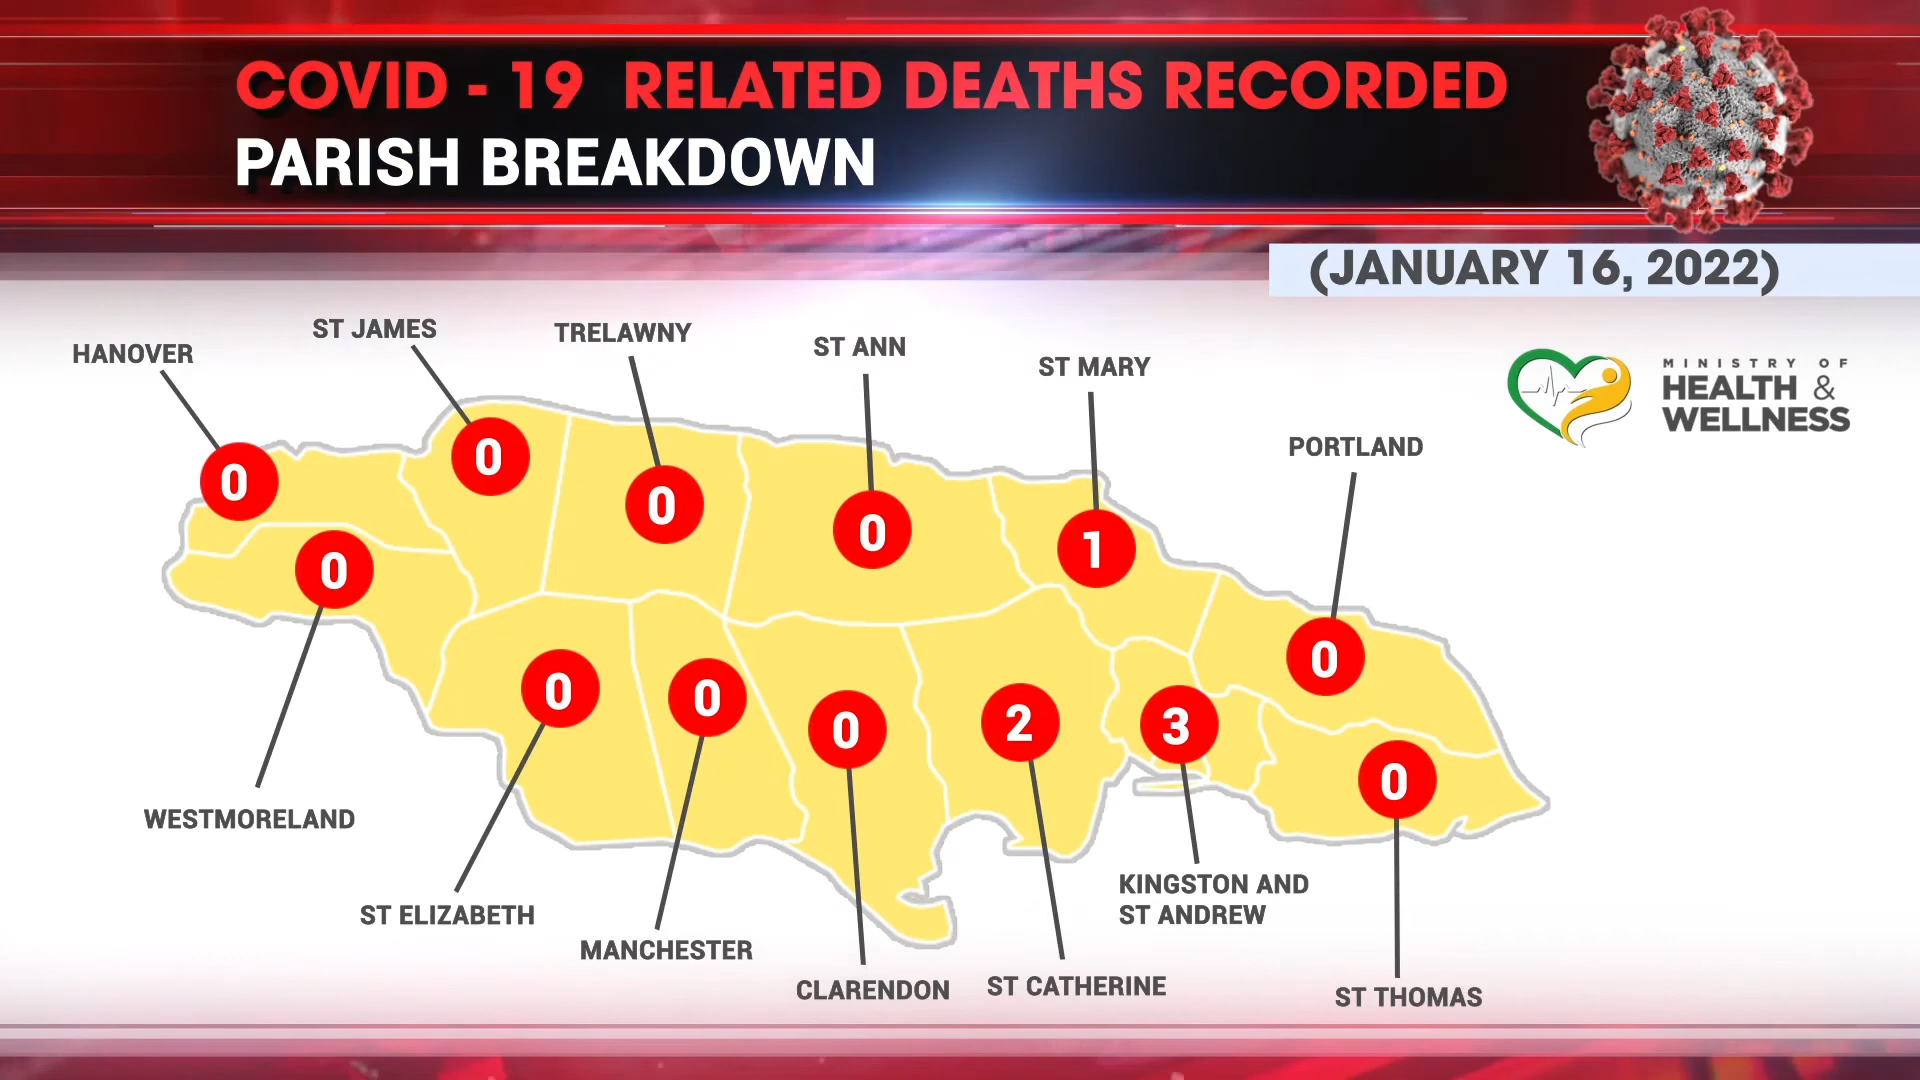 COVID - 19 RELATED DEATHS RECORDED
PARISH BREAKDOWN
(JANUARY 16, 2022)
MINISTRY OF
HEALTH &
WELLNESS
HANOVER
0
ST JAMES
0
TRELAWNY
0
ST ANN
0
ST MARY
1
PORTLAND
0
0
WESTMORELAND
0
ST ELIZABETH
0
MANCHESTER
0
CLARENDON
2
ST CATHERINE
3
KINGSTON AND
ST ANDREW
0
ST THOMAS